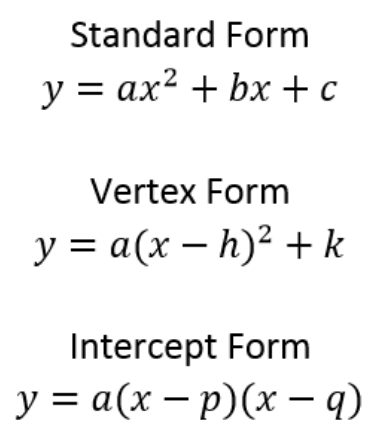 Standard Form
y = ax² + bx + c
Vertex Form
y = a(x − h)² + k
Intercept Form
y = a(x − p)(x − q)